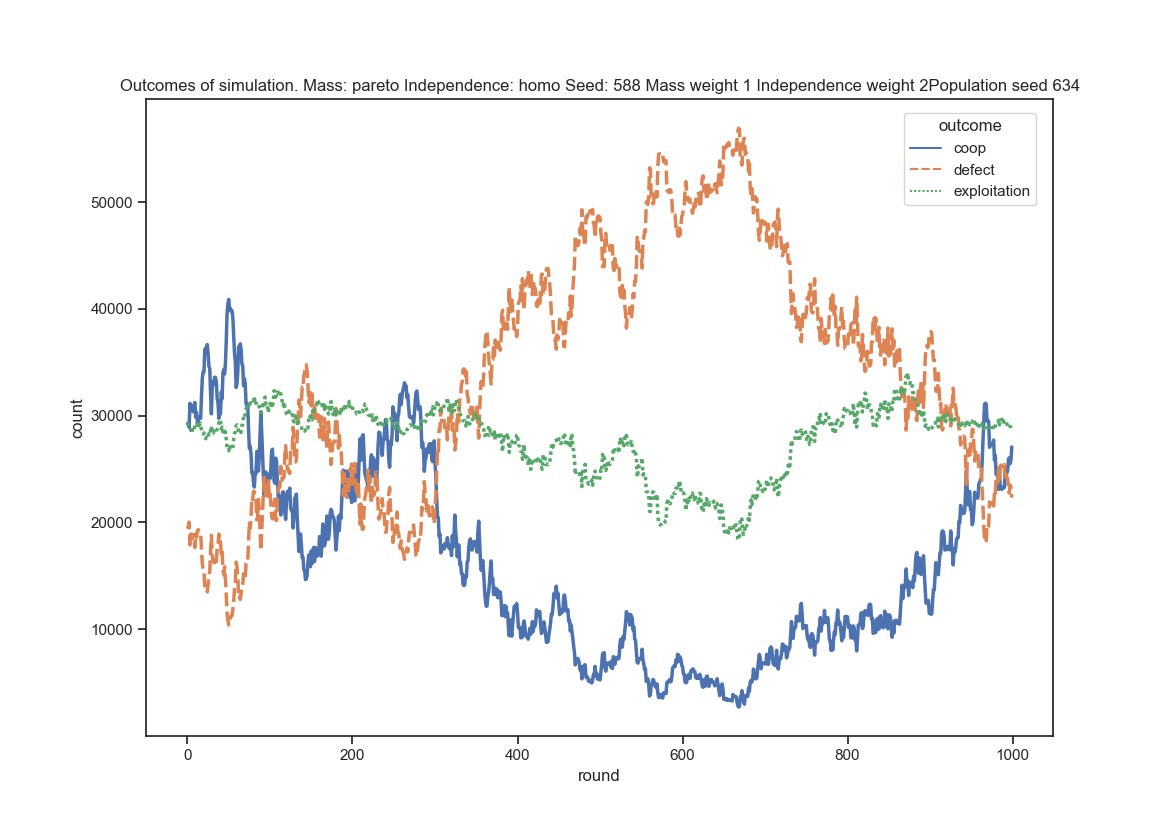 Outcomes of simulation. Mass: pareto Independence: homo Seed: 588 Mass weight 1 Independence weight 2Population seed 634
outcome
coop
defect
exploitation
50000
40000
30000
20000
10000
count
0 200 400 600 800 1000
round